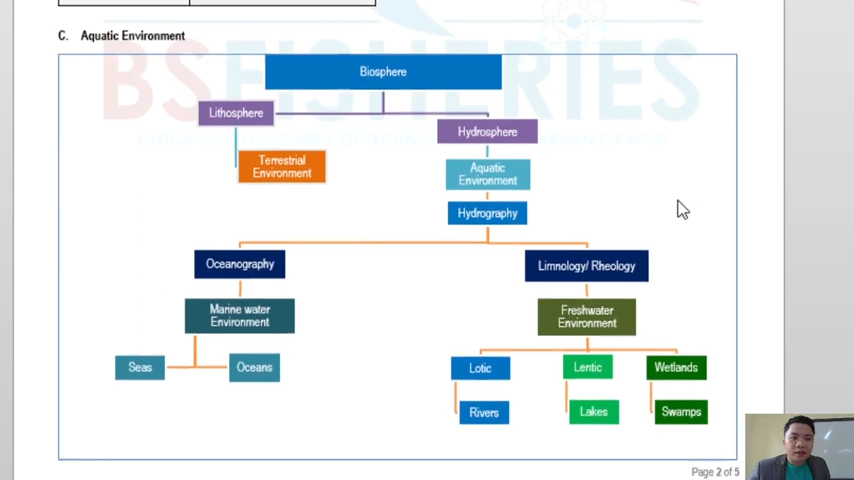 C. Aquatic Environment
BSFISHERIES
Biosphere
Lithosphere
Hydrosphere
Terrestrial
Environment
Aquatic
Environment
Hydrography
Oceanography
Limnology/ Rheology
Marine water
Environment
Freshwater
Environment
Seas
Oceans
Lotic
Lentic
Wetlands
Rivers
Lakes
Swamps
Page 2 of 5